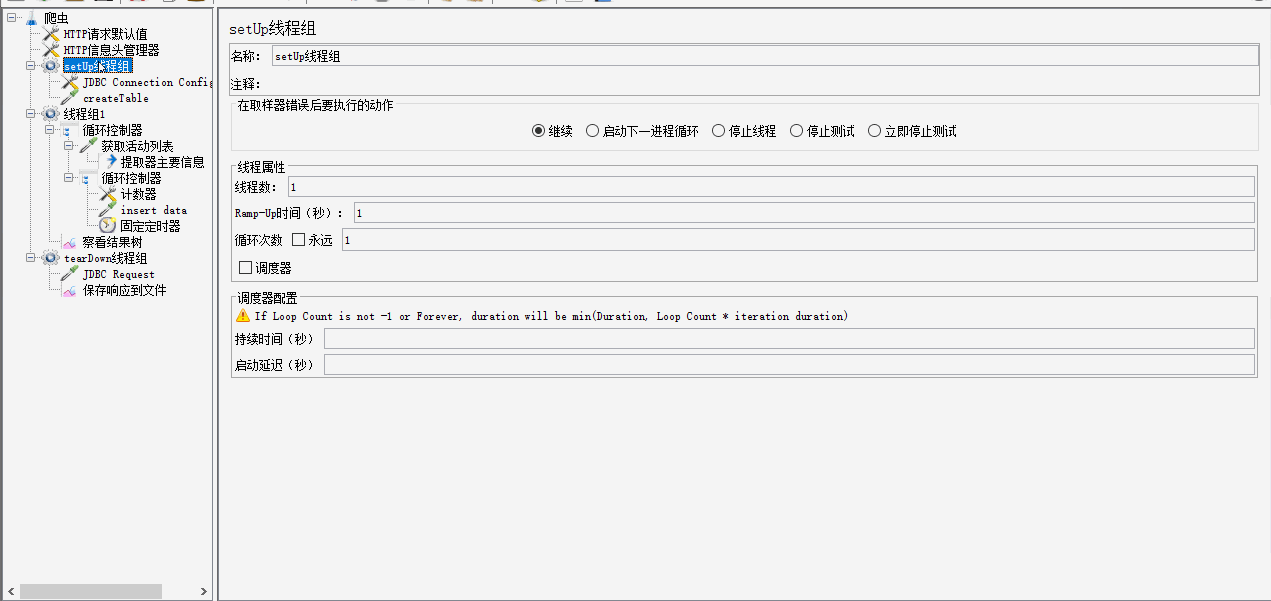 爬虫
HTTP请求默认值
HTTP信息头管理器
setUp线程组
JDBC Connection Config
createTable
线程组1
循环控制器
获取活动列表
提取器主要信息
循环控制器
计数器
insert data
固定定时器
察看结果树
tearDown线程组
JDBC Request
保存响应到文件
setUp线程组
名称： setUp线程组
注释：
在取样器错误后要执行的动作
继续 启动下一进程循环 停止线程 停止测试 立即停止测试
线程属性
线程数： 1
Ramp-Up时间（秒）： 1
循环次数 永远 1
调度器
调度器配置
If Loop Count is not -1 or Forever, duration will be min(Duration, Loop Count * iteration duration)
持续时间（秒）
启动延迟（秒）